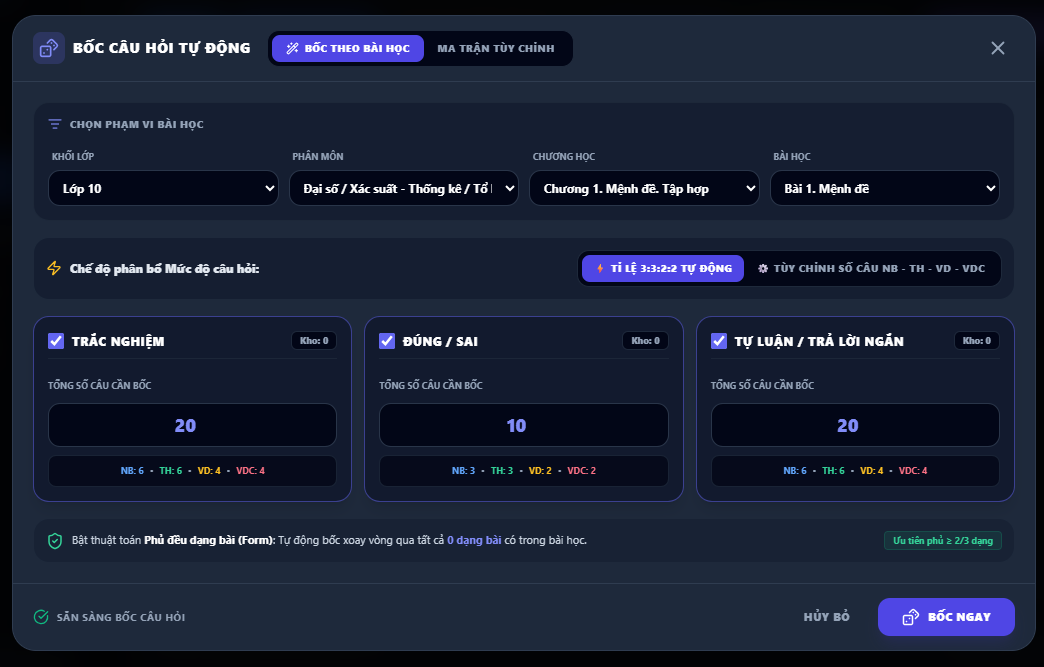 BỐC CÂU HỎI TỰ ĐỘNG
BỐC THEO BÀI HỌC
MA TRẬN TÙY CHỈNH
CHỌN PHẠM VI BÀI HỌC
KHỐI LỚP
PHÂN MÔN
CHƯƠNG HỌC
BÀI HỌC
Lớp 10
Đại số / Xác suất - Thống kê / Tổ
Chương 1. Mệnh đề. Tập hợp
Bài 1. Mệnh đề
Chế độ phân bổ Mức độ câu hỏi:
TỈ LỆ 3:3:2:2 TỰ ĐỘNG
TÙY CHỈNH SỐ CÂU NB - TH - VD - VDC
TRẮC NGHIỆM
Kho: 0
TỔNG SỐ CÂU CẦN BỐC
20
NB: 6 • TH: 6 • VD: 4 • VDC: 4
ĐÚNG / SAI
Kho: 0
TỔNG SỐ CÂU CẦN BỐC
10
NB: 3 • TH: 3 • VD: 2 • VDC: 2
TỰ LUẬN / TRẢ LỜI NGẮN
Kho: 0
TỔNG SỐ CÂU CẦN BỐC
20
NB: 6 • TH: 6 • VD: 4 • VDC: 4
Bật thuật toán Phủ đều dạng bài (Form): Tự động bốc xoay vòng qua tất cả 0 dạng bài có trong bài học.
Ưu tiên phủ ≥ 2/3 dạng
SẴN SÀNG BỐC CÂU HỎI
HỦY BỎ
BỐC NGAY